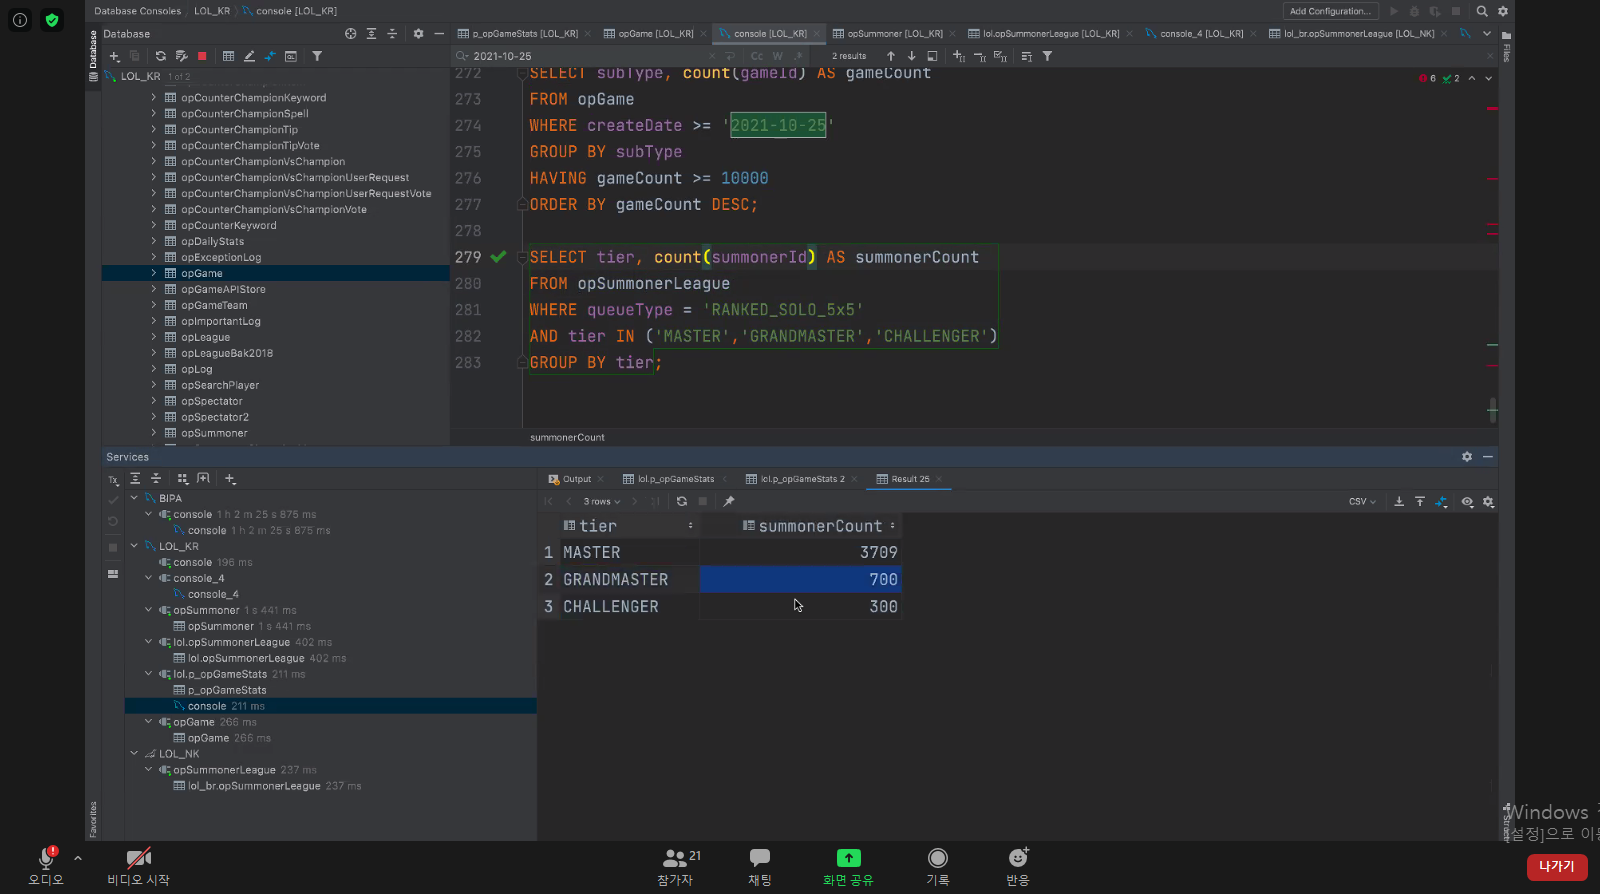 Database Consoles
LOL_KR
console [LOL_KR]
Add Configuration...
Database
p_opGameStats [LOL_KR]
opGame [LOL_KR]
console [LOL_KR]
opSummoner [LOL_KR]
lol.opSummonerLeague [LOL_KR]
console_4 [LOL_KR]
lol_br.opSummonerLeague [LOL_NK]
Database
Files
2021-10-25
Cc
W
2 results
LOL_KR 1 of 2
6
2
opCounterChampionKeyword
opCounterChampionSpell
opCounterChampionTip
opCounterChampionTipVote
opCounterChampionVsChampion
opCounterChampionVsChampionUserRequest
opCounterChampionVsChampionUserRequestVote
opCounterChampionVsChampionVote
opCounterKeyword
opDailyStats
opExceptionLog
opGame
opGameAPIStore
opGameTeam
opImportantLog
opLeague
opLeagueBak2018
opLog
opSearchPlayer
opSpectator
opSpectator2
opSummoner
272 SELECT subType, count(gameId) AS gameCount
273 FROM opGame
274 WHERE createDate >= '2021-10-25'
275 GROUP BY subType
276 HAVING gameCount >= 10000
277 ORDER BY gameCount DESC;
278
279 SELECT tier, count(summonerId) AS summonerCount
280 FROM opSummonerLeague
281 WHERE queueType = 'RANKED_SOLO_5x5'
282 AND tier IN ('MASTER','GRANDMASTER','CHALLENGER')
283 GROUP BY tier;
summonerCount
Services
Tx
BIPA
console 1 h 2 m 25 s 875 ms
console 1 h 2 m 25 s 875 ms
LOL_KR
console 196 ms
console_4
console_4
opSummoner 1 s 441 ms
opSummoner 1 s 441 ms
lol.opSummonerLeague 402 ms
lol.opSummonerLeague 402 ms
lol.p_opGameStats 211 ms
p_opGameStats
console 211 ms
opGame 266 ms
opGame 266 ms
LOL_NK
opSummonerLeague 237 ms
lol_br.opSummonerLeague 237 ms
Output
lol.p_opGameStats
lol.p_opGameStats 2
Result 25
3 rows
CSV
tier summonerCount
1 MASTER 3709
2 GRANDMASTER 700
3 CHALLENGER 300
Favorites
Windows
[설정]으로
오디오
비디오 시작
21
참가자
채팅
화면 공유
기록
반응
나가기